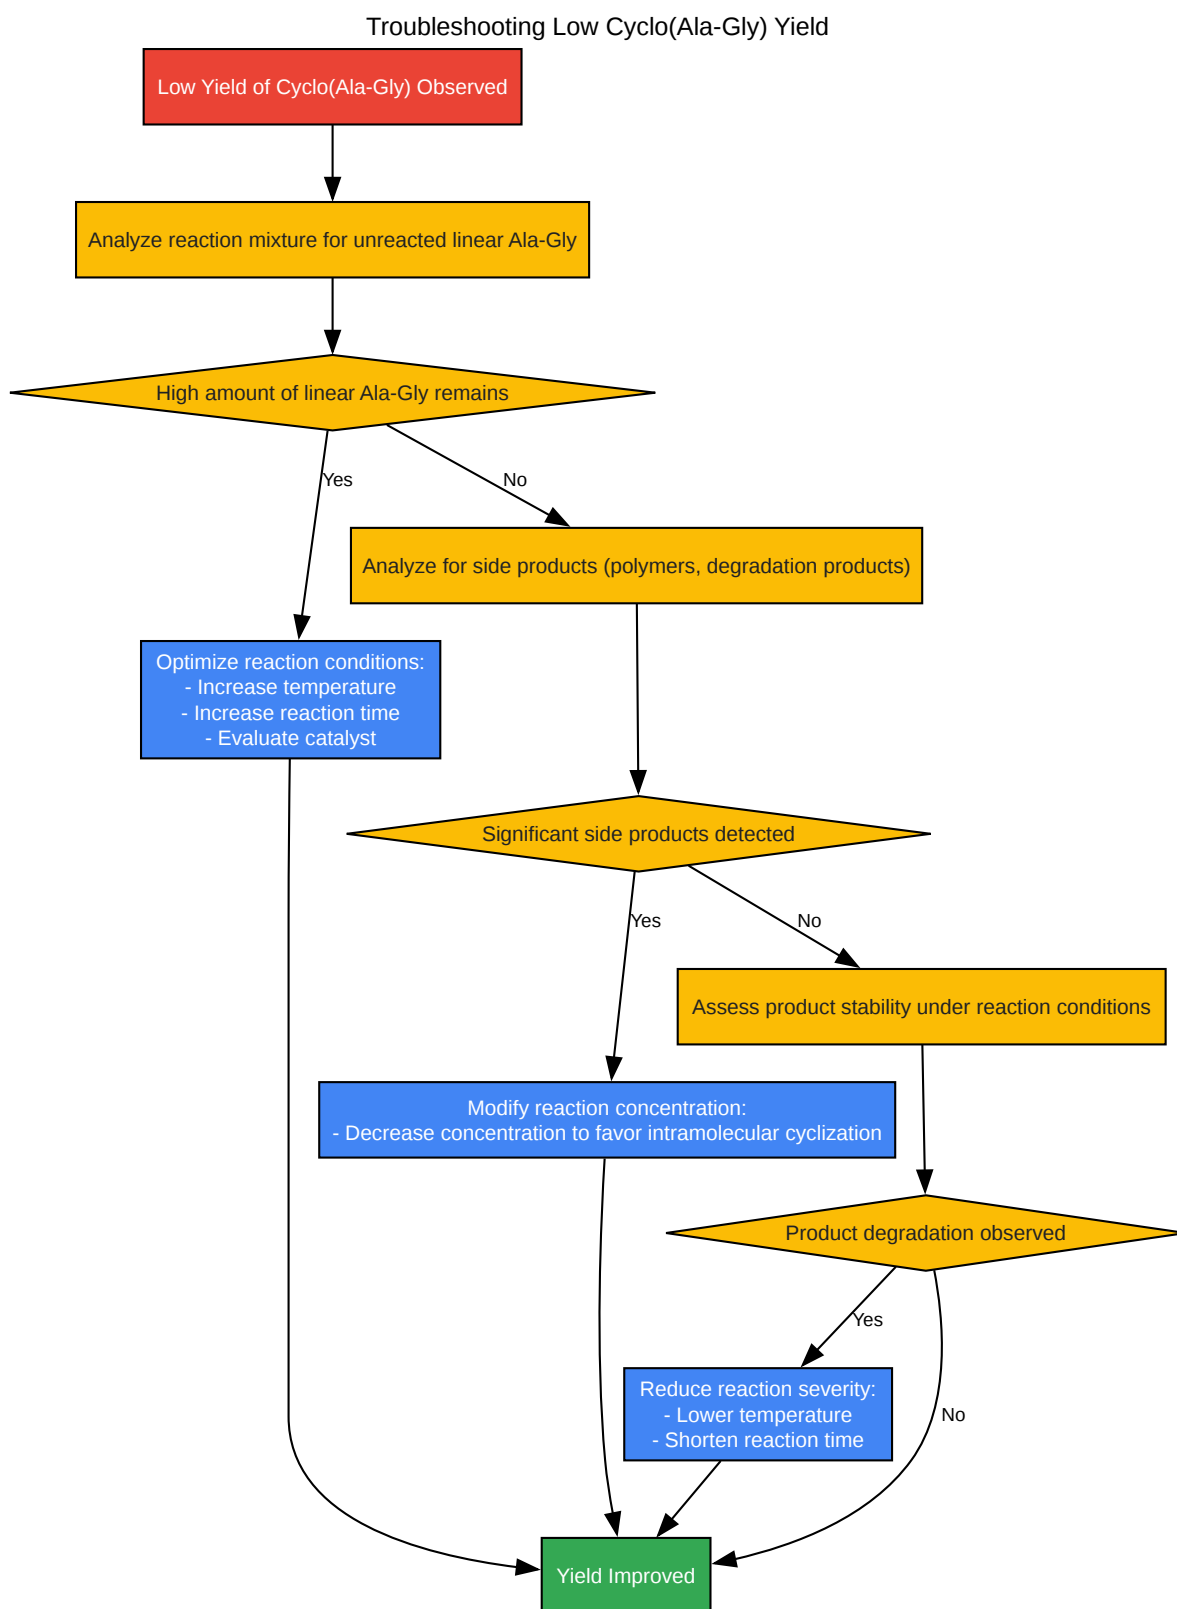 Troubleshooting Low Cyclo(Ala-Gly) Yield
Low Yield of Cyclo(Ala-Gly) Observed
Analyze reaction mixture for unreacted linear Ala-Gly
High amount of linear Ala-Gly remains
Yes
No
Analyze for side products (polymers, degradation products)
Optimize reaction conditions:
- Increase temperature
- Increase reaction time
- Evaluate catalyst
Significant side products detected
Yes
No
Assess product stability under reaction conditions
Modify reaction concentration:
- Decrease concentration to favor intramolecular cyclization
Product degradation observed
Yes
Reduce reaction severity:
- Lower temperature
- Shorten reaction time
No
Yield Improved